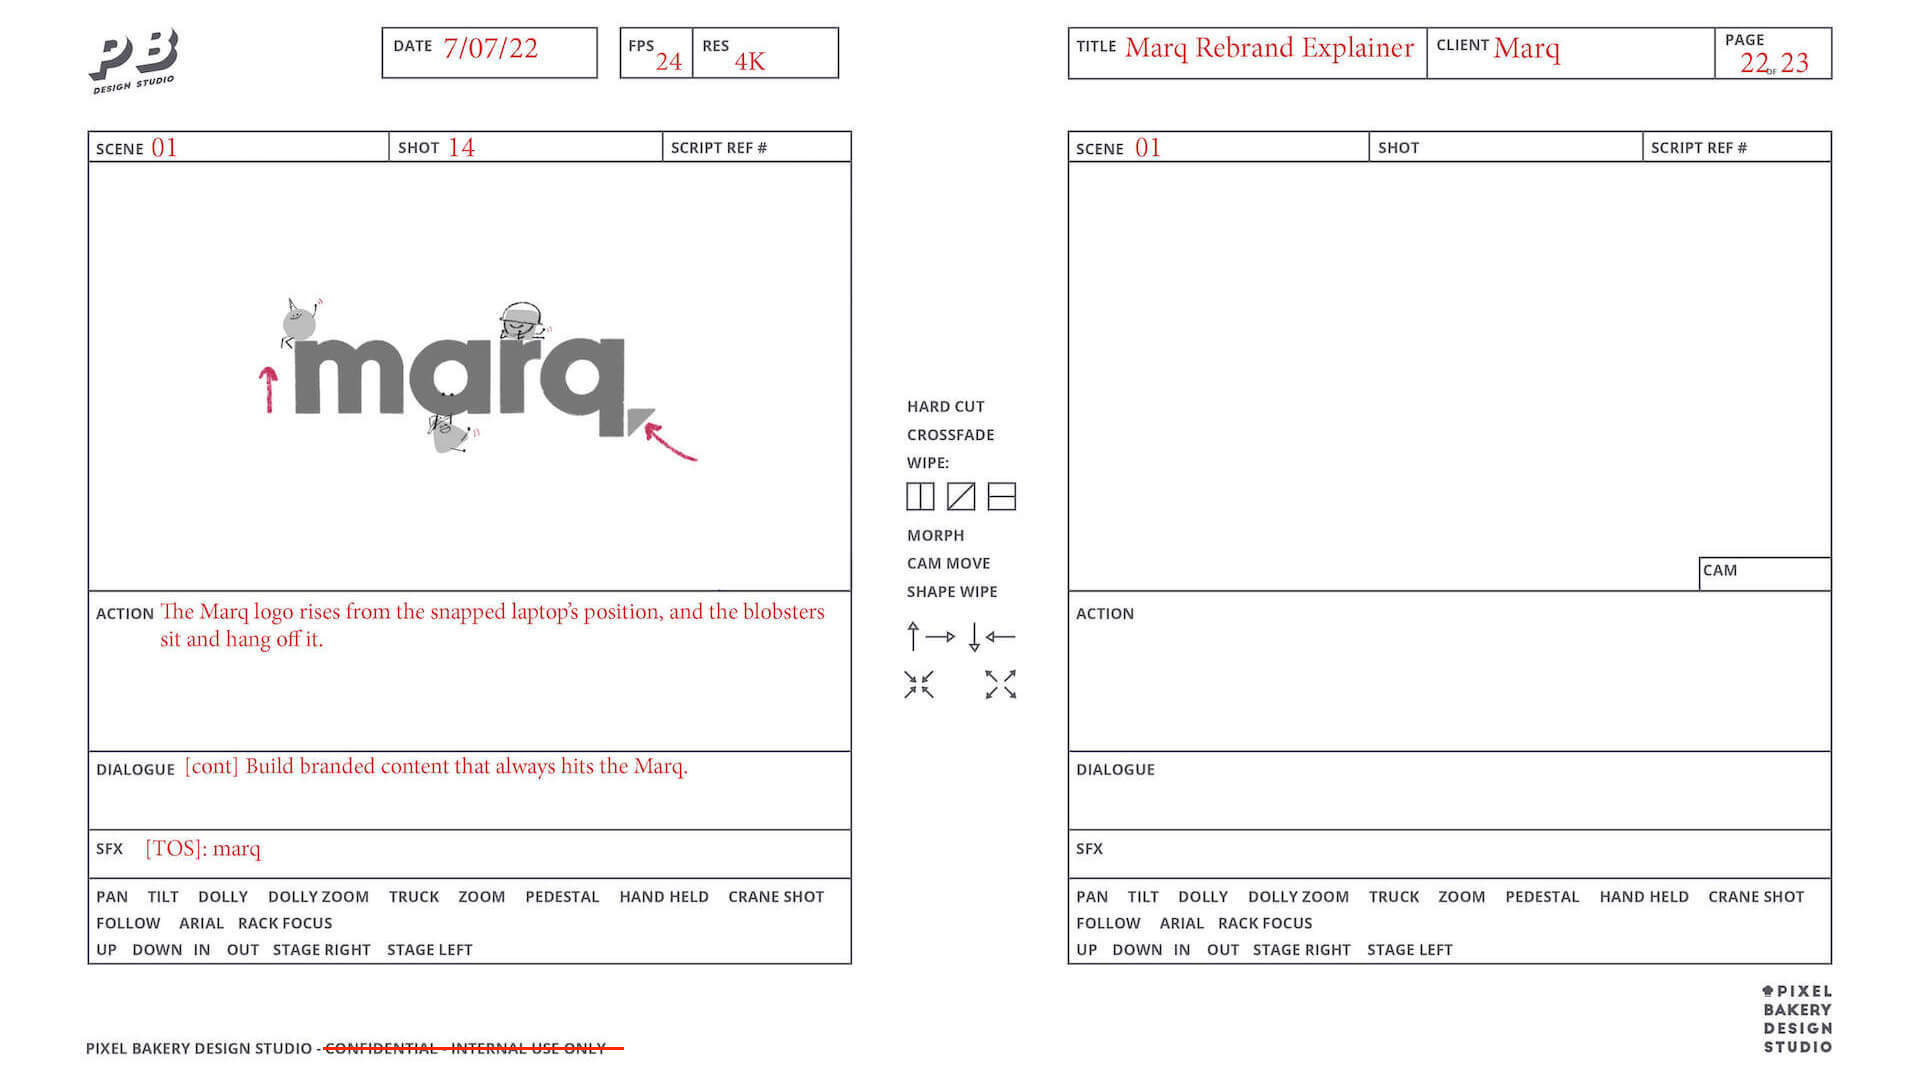 PB
DESIGN STUDIO
DATE 7/07/22
FPS 24 RES 4K
TITLE Marq Rebrand Explainer CLIENT Marq PAGE 22 OF 23
SCENE 01 SHOT 14 SCRIPT REF #
marq
ACTION The Marq logo rises from the snapped laptop's position, and the blobsters
sit and hang off it.
DIALOGUE [cont] Build branded content that always hits the Marq.
SFX [TOS]: marq
PAN TILT DOLLY DOLLY ZOOM TRUCK ZOOM PEDESTAL HAND HELD CRANE SHOT
FOLLOW ARIAL RACK FOCUS
UP DOWN IN OUT STAGE RIGHT STAGE LEFT
HARD CUT
CROSSFADE
WIPE:
MORPH
CAM MOVE
SHAPE WIPE
SCENE 01 SHOT SCRIPT REF #
CAM
ACTION
DIALOGUE
SFX
PAN TILT DOLLY DOLLY ZOOM TRUCK ZOOM PEDESTAL HAND HELD CRANE SHOT
FOLLOW ARIAL RACK FOCUS
UP DOWN IN OUT STAGE RIGHT STAGE LEFT
PIXEL BAKERY DESIGN STUDIO - CONFIDENTIAL - INTERNAL USE ONLY
PIXEL
BAKERY
DESIGN
STUDIO